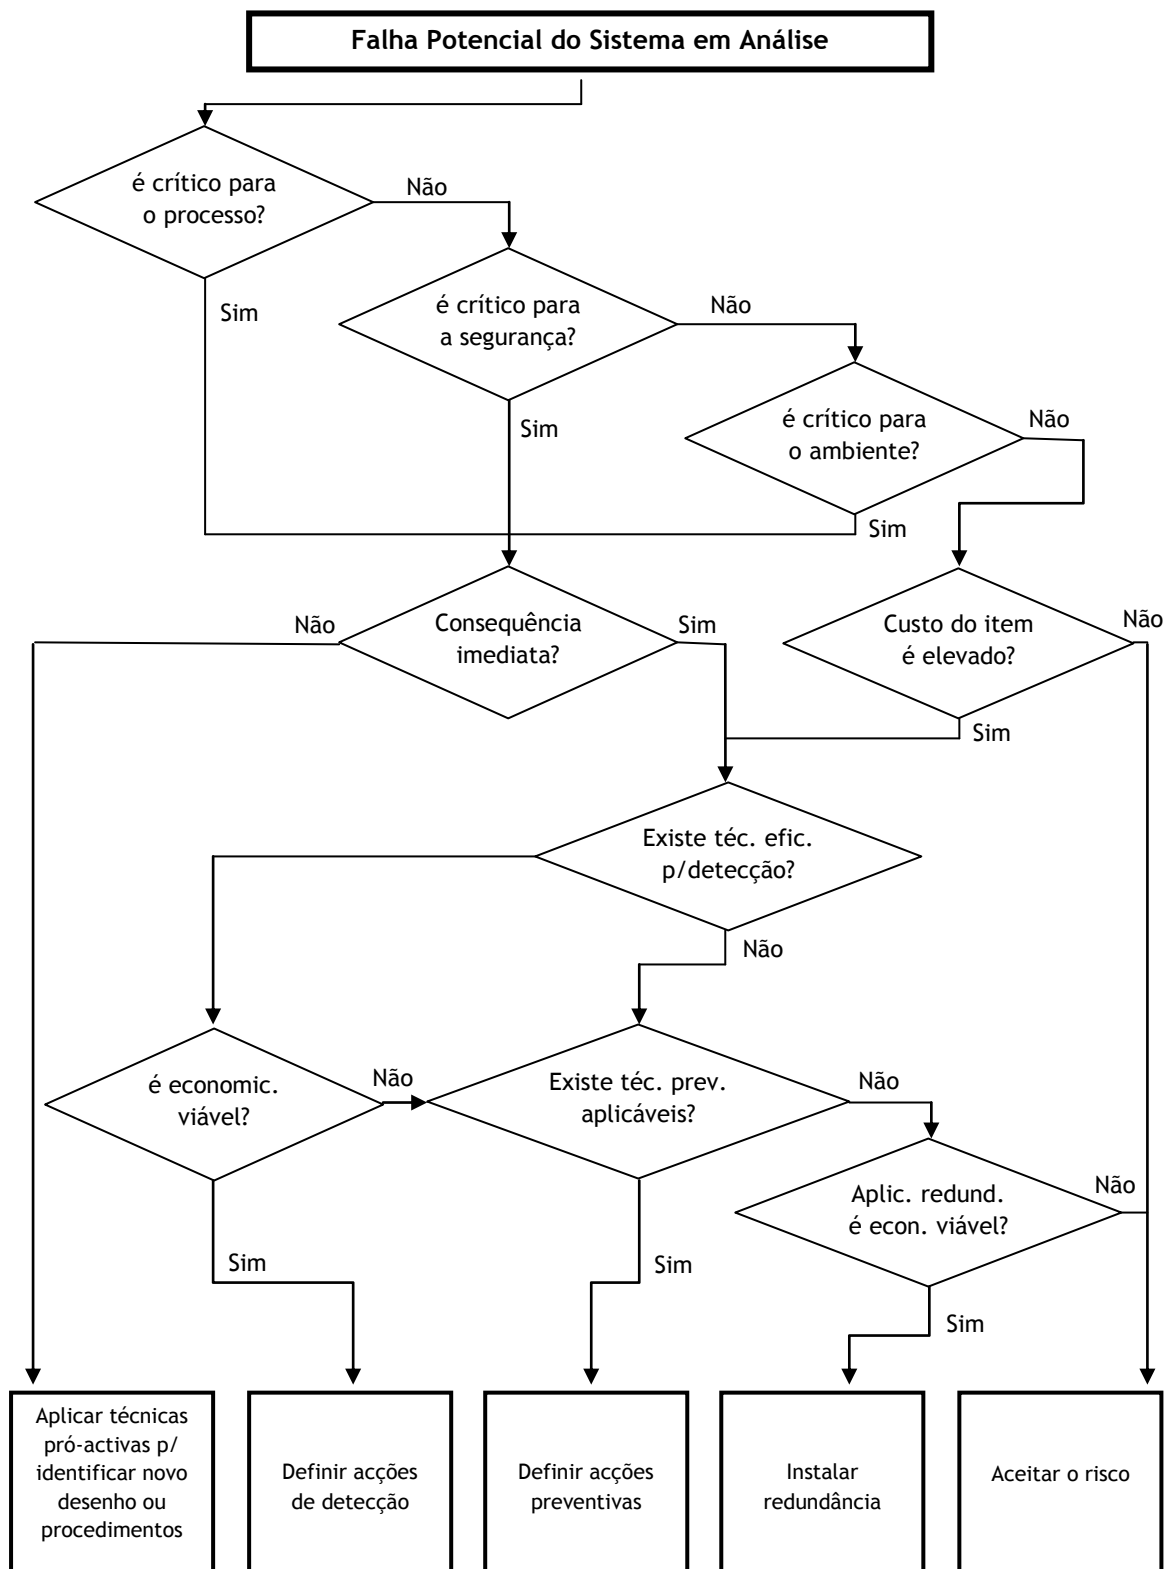 Falha Potencial do Sistema em Análise
é crítico para
o processo?
Não
Sim
é crítico para
a segurança?
Não
Sim
é crítico para
o ambiente?
Não
Sim
Não
Consequência
imediata?
Sim
Custo do item
é elevado?
Não
Sim
Existe téc. efic.
p/detecção?
Não
é economic.
viável?
Não
Existe téc. prev.
aplicáveis?
Não
Aplic. redund.
é econ. viável?
Não
Sim
Sim
Sim
Aplicar técnicas
pró-activas p/
identificar novo
desenho ou
procedimentos
Definir acções
de detecção
Definir acções
preventivas
Instalar
redundância
Aceitar o risco